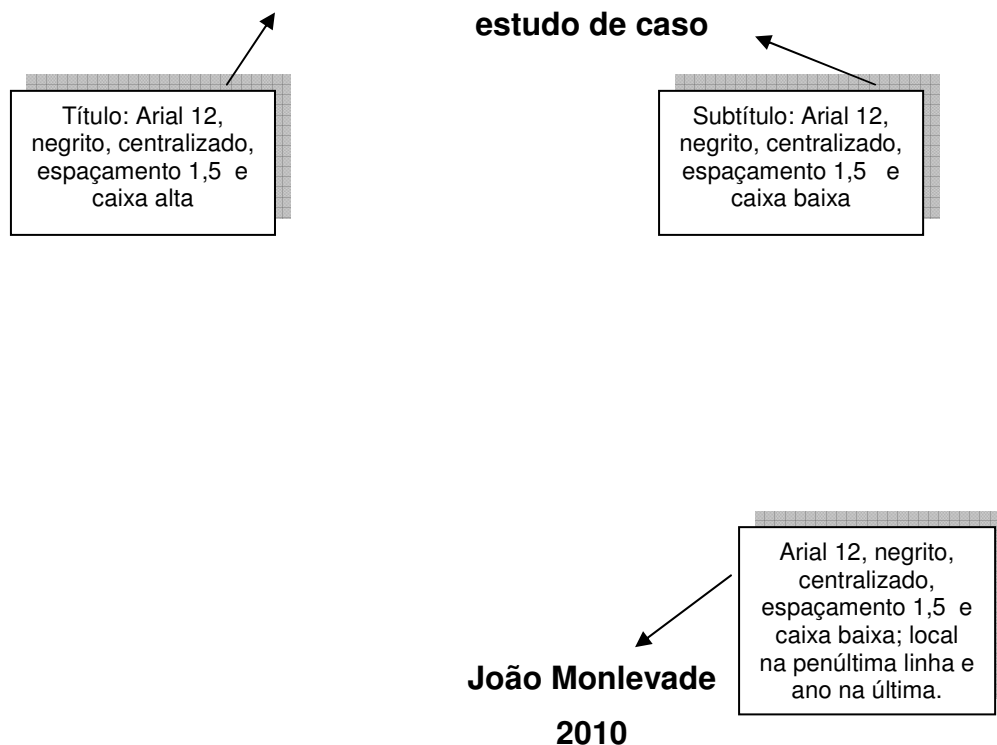 estudo de caso
Título: Arial 12,
negrito, centralizado,
espaçamento 1,5 e
caixa alta
Subtítulo: Arial 12,
negrito, centralizado,
espaçamento 1,5 e
caixa baixa
Arial 12, negrito,
centralizado,
espaçamento 1,5 e
caixa baixa; local
na penúltima linha e
ano na última.
João Monlevade
2010